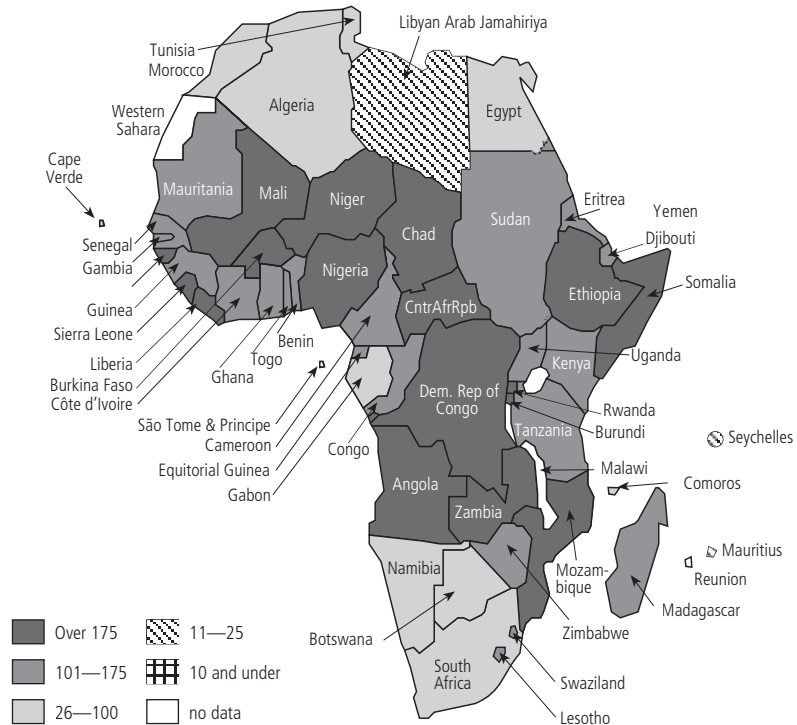 Libyan Arab Jamahiriya
Tunisia
Morocco
Algeria
Egypt
Western
Sahara
Cape
Verde
Mauritania
Mali
Niger
Chad
Sudan
Eritrea
Yemen
Djibouti
Senegal
Gambia
Nigeria
Ethiopia
Somalia
Guinea
Sierra Leone
CntrAfrRpb
Liberia
Burkina Faso
Côte d'Ivoire
Ghana
Togo
Benin
Kenya
Uganda
Dem. Rep of
Congo
Rwanda
Burundi
Tanzania
São Tome & Principe
Cameroon
Equitorial Guinea
Gabon
Congo
Seychelles
Malawi
Comoros
Angola
Zambia
Mauritius
Reunion
Namibia
Mozam-
bique
Madagascar
Zimbabwe
Botswana
South
Africa
Swaziland
Lesotho
Over 175
101—175
26—100
11—25
10 and under
no data